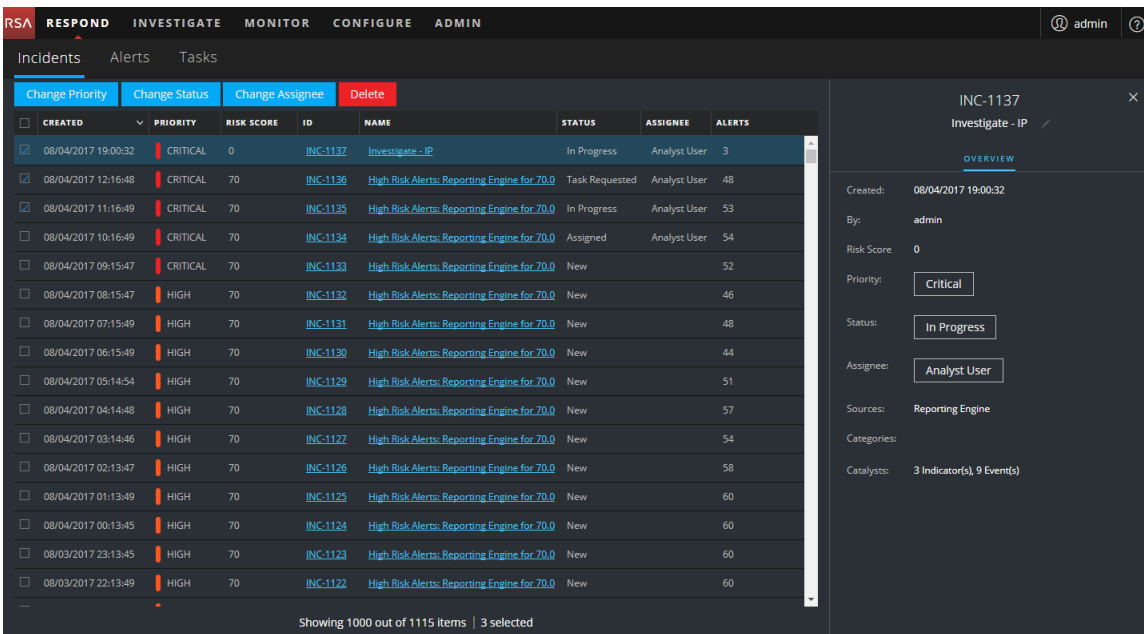 RSA RESPOND INVESTIGATE MONITOR CONFIGURE ADMIN admin ?
Incidents Alerts Tasks
Change Priority Change Status Change Assignee Delete
CREATED PRIORITY RISK SCORE ID NAME STATUS ASSIGNEE ALERTS
08/04/2017 19:00:32 CRITICAL 0 INC-1137 Investigate - IP In Progress Analyst User 3
08/04/2017 12:16:48 CRITICAL 70 INC-1136 High Risk Alerts: Reporting Engine for 70.0 Task Requested Analyst User 48
08/04/2017 11:16:49 CRITICAL 70 INC-1135 High Risk Alerts: Reporting Engine for 70.0 In Progress Analyst User 53
08/04/2017 10:16:49 CRITICAL 70 INC-1134 High Risk Alerts: Reporting Engine for 70.0 Assigned Analyst User 54
08/04/2017 09:15:47 CRITICAL 70 INC-1133 High Risk Alerts: Reporting Engine for 70.0 New 52
08/04/2017 08:15:47 HIGH 70 INC-1132 High Risk Alerts: Reporting Engine for 70.0 New 46
08/04/2017 07:15:49 HIGH 70 INC-1131 High Risk Alerts: Reporting Engine for 70.0 New 48
08/04/2017 06:15:49 HIGH 70 INC-1130 High Risk Alerts: Reporting Engine for 70.0 New 44
08/04/2017 05:14:54 HIGH 70 INC-1129 High Risk Alerts: Reporting Engine for 70.0 New 51
08/04/2017 04:14:48 HIGH 70 INC-1128 High Risk Alerts: Reporting Engine for 70.0 New 57
08/04/2017 03:14:46 HIGH 70 INC-1127 High Risk Alerts: Reporting Engine for 70.0 New 54
08/04/2017 02:13:47 HIGH 70 INC-1126 High Risk Alerts: Reporting Engine for 70.0 New 58
08/04/2017 01:13:49 HIGH 70 INC-1125 High Risk Alerts: Reporting Engine for 70.0 New 60
08/04/2017 00:13:45 HIGH 70 INC-1124 High Risk Alerts: Reporting Engine for 70.0 New 60
08/03/2017 23:13:45 HIGH 70 INC-1123 High Risk Alerts: Reporting Engine for 70.0 New 60
08/03/2017 22:13:49 HIGH 70 INC-1122 High Risk Alerts: Reporting Engine for 70.0 New 60
Showing 1000 out of 1115 items | 3 selected
INC-1137
Investigate - IP
OVERVIEW
Created: 08/04/2017 19:00:32
By: admin
Risk Score 0
Priority: Critical
Status: In Progress
Assignee: Analyst User
Sources: Reporting Engine
Categories:
Catalysts: 3 Indicator(s), 9 Event(s)